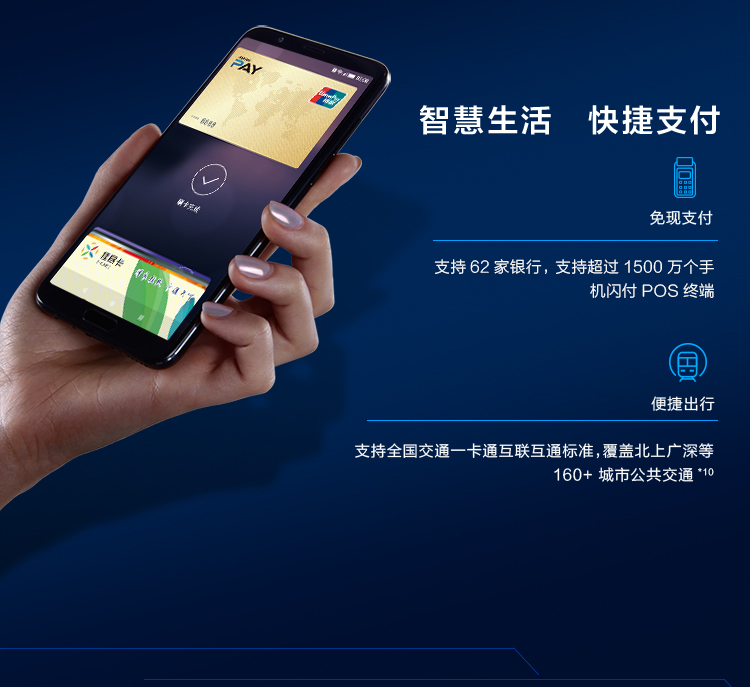 智慧生活 快捷支付
免现支付
支持 62 家银行，支持超过 1500 万个手
机闪付 POS 终端
便捷出行
支持全国交通一卡通互联互通标准，覆盖北上广深等
160+ 城市公共交通 *10
PAY
UnionPay
银联